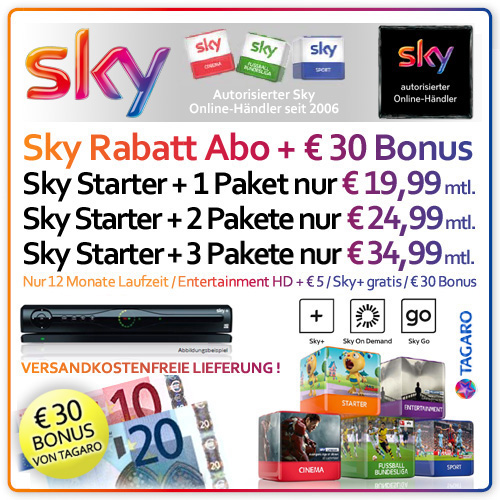 sky
CINEMA
FUSSBALL BUNDESLIGA
SPORT
Autorisierter Sky
Online-Händler seit 2006
sky
autorisierter
Online-Händler
Sky Rabatt Abo + € 30 Bonus
Sky Starter + 1 Paket nur € 19,99 mtl.
Sky Starter + 2 Pakete nur € 24,99 mtl.
Sky Starter + 3 Pakete nur € 34,99 mtl.
Nur 12 Monate Laufzeit / Entertainment HD + € 5 / Sky+ gratis / € 30 Bonus
sky
Abbildungsbeispiel
VERSANDKOSTENFREIE LIEFERUNG !
+
go
Sky+
Sky On Demand
Sky Go
TAGARO
€ 30
BONUS
VON TAGARO
10
20
STARTER
ENTERTAINMENT
CINEMA
FUSSBALL
BUNDESLIGA
SPORT